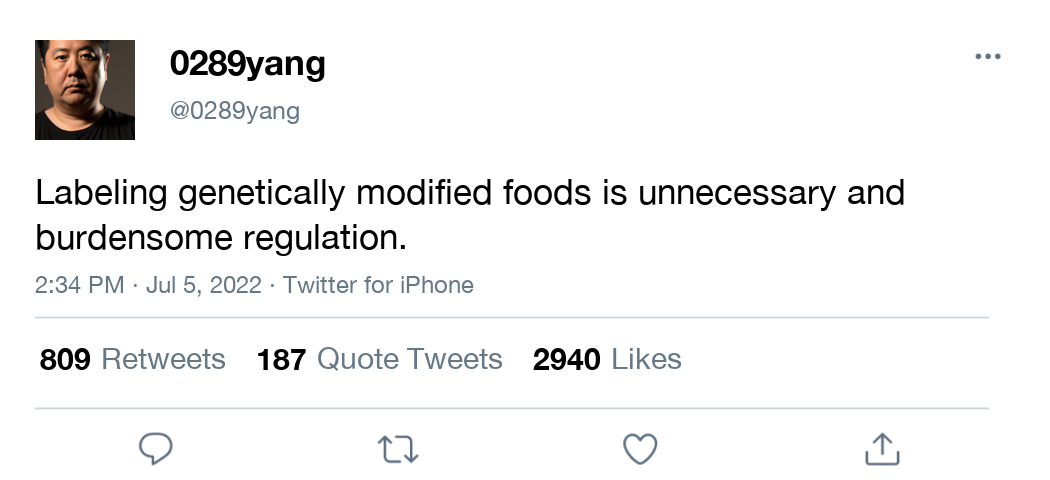 0289yang
@0289yang
Labeling genetically modified foods is unnecessary and
burdensome regulation.
2:34 PM · Jul 5, 2022 · Twitter for iPhone
809 Retweets 187 Quote Tweets 2940 Likes